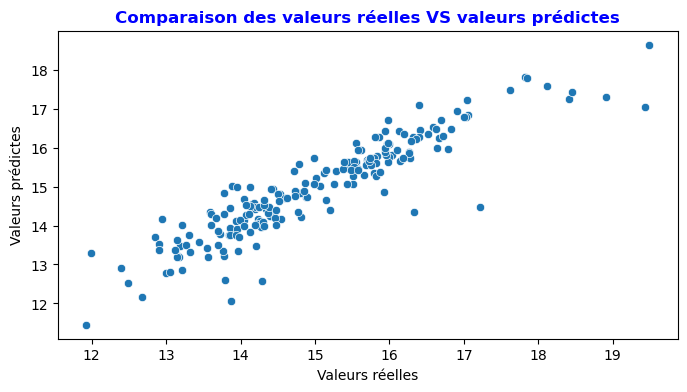 Comparaison des valeurs réelles VS valeurs prédictes
Valeurs prédictes
18
17
16
15
14
13
12
12 13 14 15 16 17 18 19
Valeurs réelles